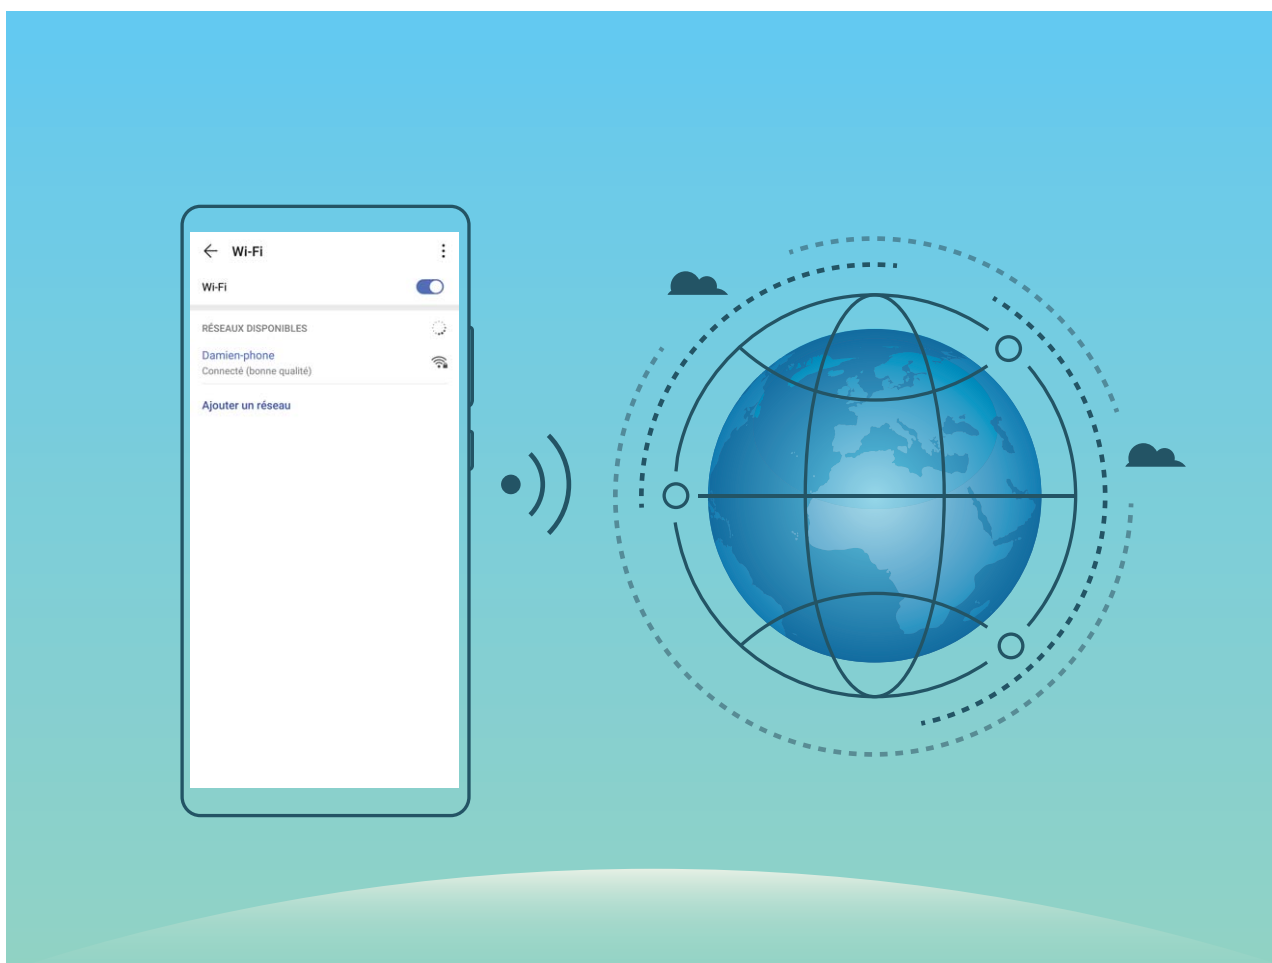 Wi-Fi
Wi-Fi
RÉSEAUX DISPONIBLES
Damien-phone
Connecté (bonne qualité)
Ajouter un réseau